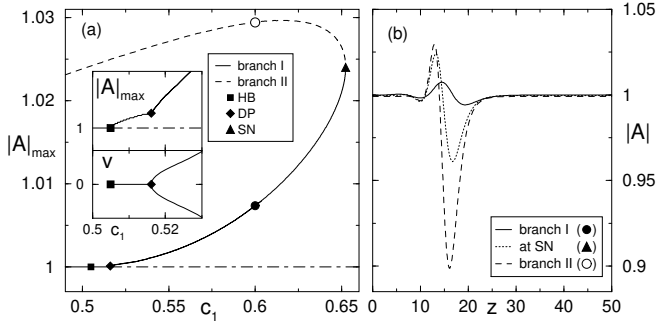 1.03
(a)
|A|max
1
v
0
0.5
c1
0.52
branch I
branch II
HB
DP
SN
1.02
|A|max
1.01
1
0.5
0.55
c1
0.6
0.65
(b)
1.05
1
|A|
0.95
0.9
branch I (●)
at SN (▲)
branch II (○)
0
10
20
z
30
40
50